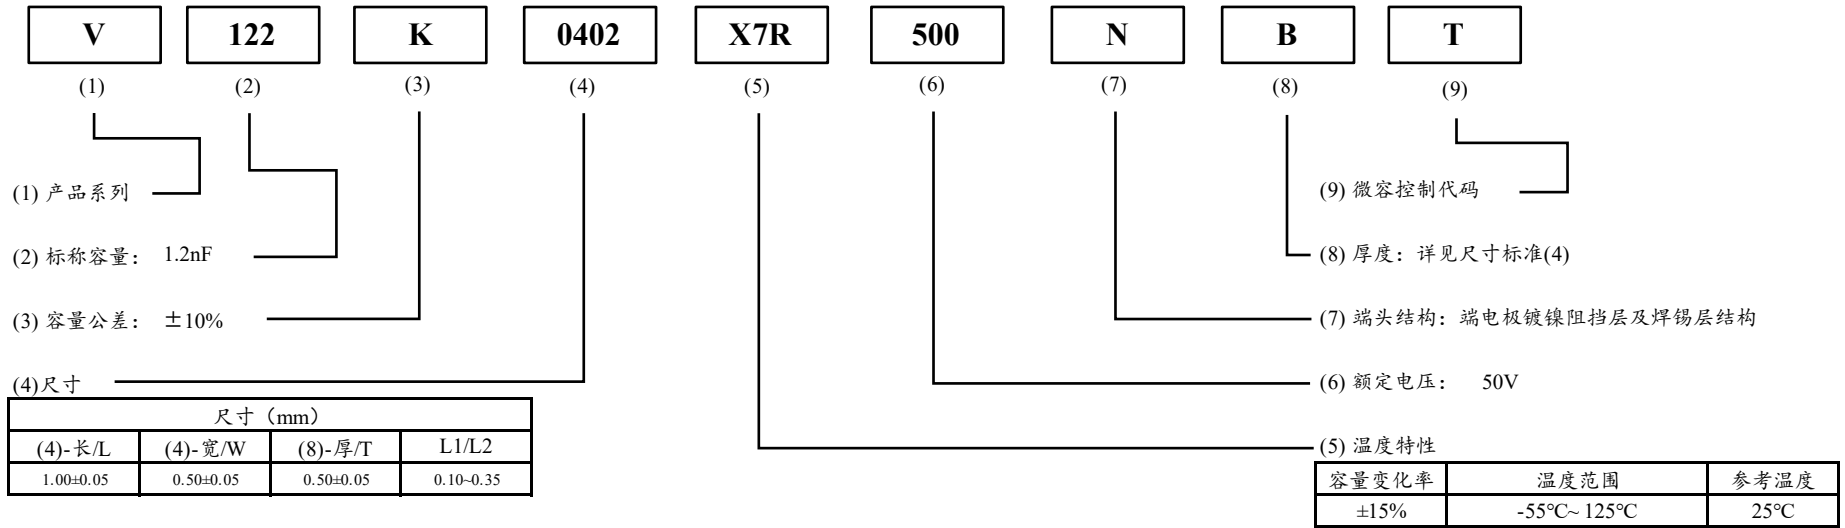 V 122 K 0402 X7R 500 N B T
(1) (2) (3) (4) (5) (6) (7) (8) (9)
(1) 产品系列
(9) 微容控制代码
(2) 标称容量： 1.2nF
(8) 厚度：详见尺寸标准(4)
(3) 容量公差： ±10%
(7) 端头结构：端电极镀镍阻挡层及焊锡层结构
(4)尺寸
(6) 额定电压： 50V
尺寸（mm）
(4)-长/L (4)-宽/W (8)-厚/T L1/L2
1.00±0.05 0.50±0.05 0.50±0.05 0.10~0.35
(5) 温度特性
容量变化率 温度范围 参考温度
±15% -55℃~ 125℃ 25℃